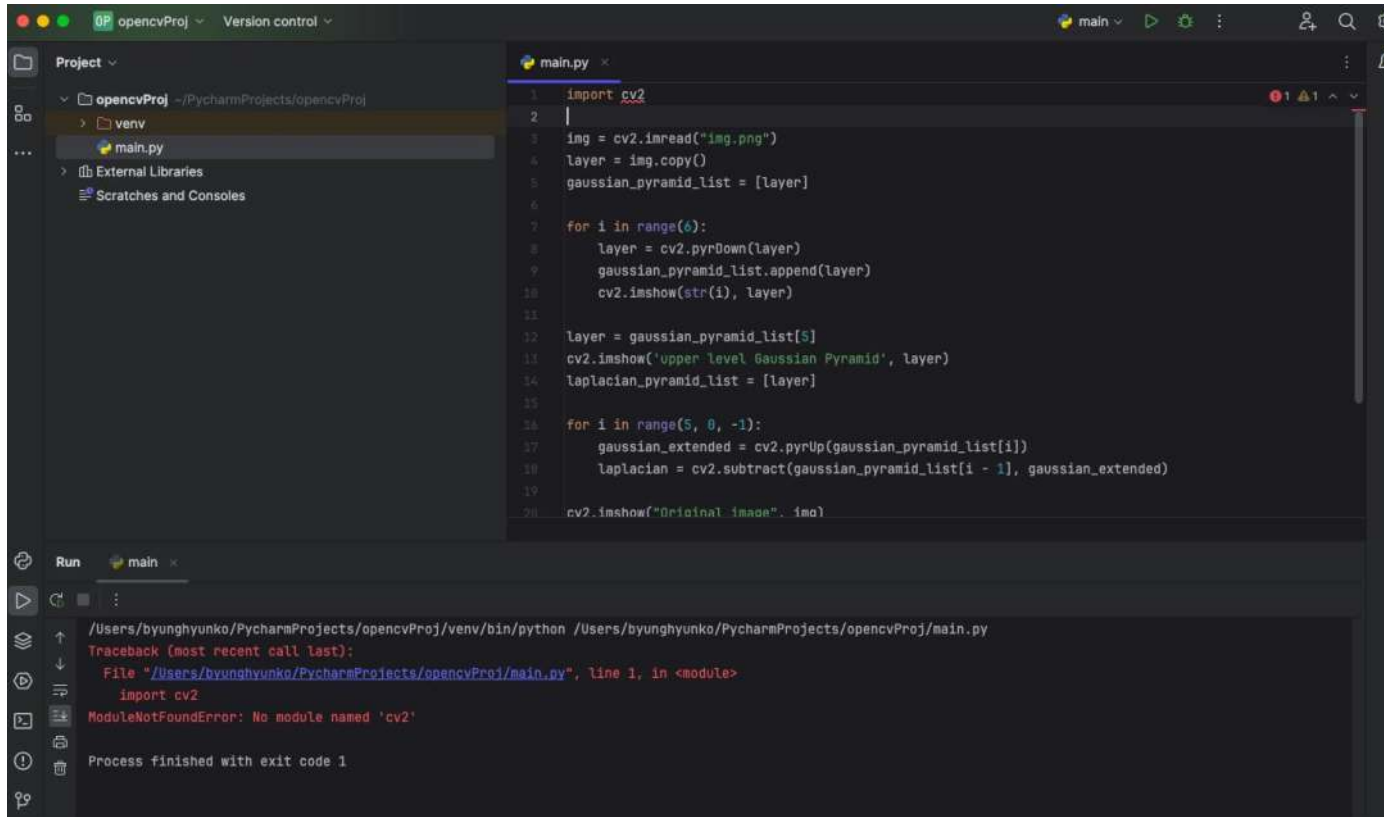 OP opencvProj Version control main
Project
opencvProj ~/PycharmProjects/opencvProj
venv
main.py
External Libraries
Scratches and Consoles
main.py
1 1
1 import cv2
2
3 img = cv2.imread("img.png")
4 layer = img.copy()
5 gaussian_pyramid_list = [layer]
6
7 for i in range(6):
8 layer = cv2.pyrDown(layer)
9 gaussian_pyramid_list.append(layer)
10 cv2.imshow(str(i), layer)
11
12 layer = gaussian_pyramid_list[5]
13 cv2.imshow('upper level Gaussian Pyramid', layer)
14 laplacian_pyramid_list = [layer]
15
16 for i in range(5, 0, -1):
17 gaussian_extended = cv2.pyrUp(gaussian_pyramid_list[i])
18 laplacian = cv2.subtract(gaussian_pyramid_list[i - 1], gaussian_extended)
19
20 cv2.imshow("Original image", img)
Run main
/Users/byunghyunko/PycharmProjects/opencvProj/venv/bin/python /Users/byunghyunko/PycharmProjects/opencvProj/main.py
Traceback (most recent call last):
File "/Users/byunghyunko/PycharmProjects/opencvProj/main.py", line 1, in <module>
import cv2
ModuleNotFoundError: No module named 'cv2'
Process finished with exit code 1